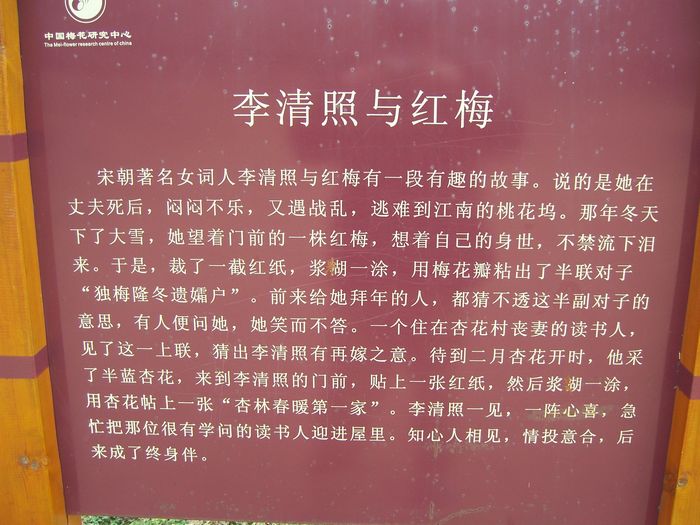 中国梅花研究中心
The Mei-flower research centre of china
李清照与红梅
宋朝著名女词人李清照与红梅有一段有趣的故事。说的是她在
丈夫死后，闷闷不乐，又遇战乱，逃难到江南的桃花坞。那年冬天
下了大雪，她望着门前的一株红梅，想着自己的身世，不禁流下泪
来。于是，裁了一截红纸，浆糊一涂，用梅花瓣粘出了半联对子
“独梅隆冬遗孀户”。前来给她拜年的人，都猜不透这半副对子的
意思，有人便问她，她笑而不答。一个住在杏花村丧妻的读书人，
见了这一上联，猜出李清照有再嫁之意。待到二月杏花开时，他采
了半蓝杏花，来到李清照的门前，贴上一张红纸，然后浆糊一涂，
用杏花帖上一张“杏林春暖第一家”。李清照一见，一阵心喜，急
忙把那位很有学问的读书人迎进屋里。知心人相见，情投意合，后
来成了终身伴。